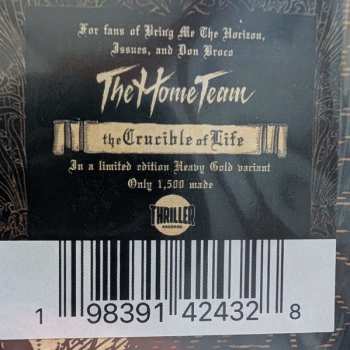 For fans of Bring Me The Horizon,
Issues, and Don Broco
The Home Team
the Crucible of Life
In a limited edition Heavy Gold variant
Only 1,500 made
THRILLER
RECORDS
1 98391 42432 8